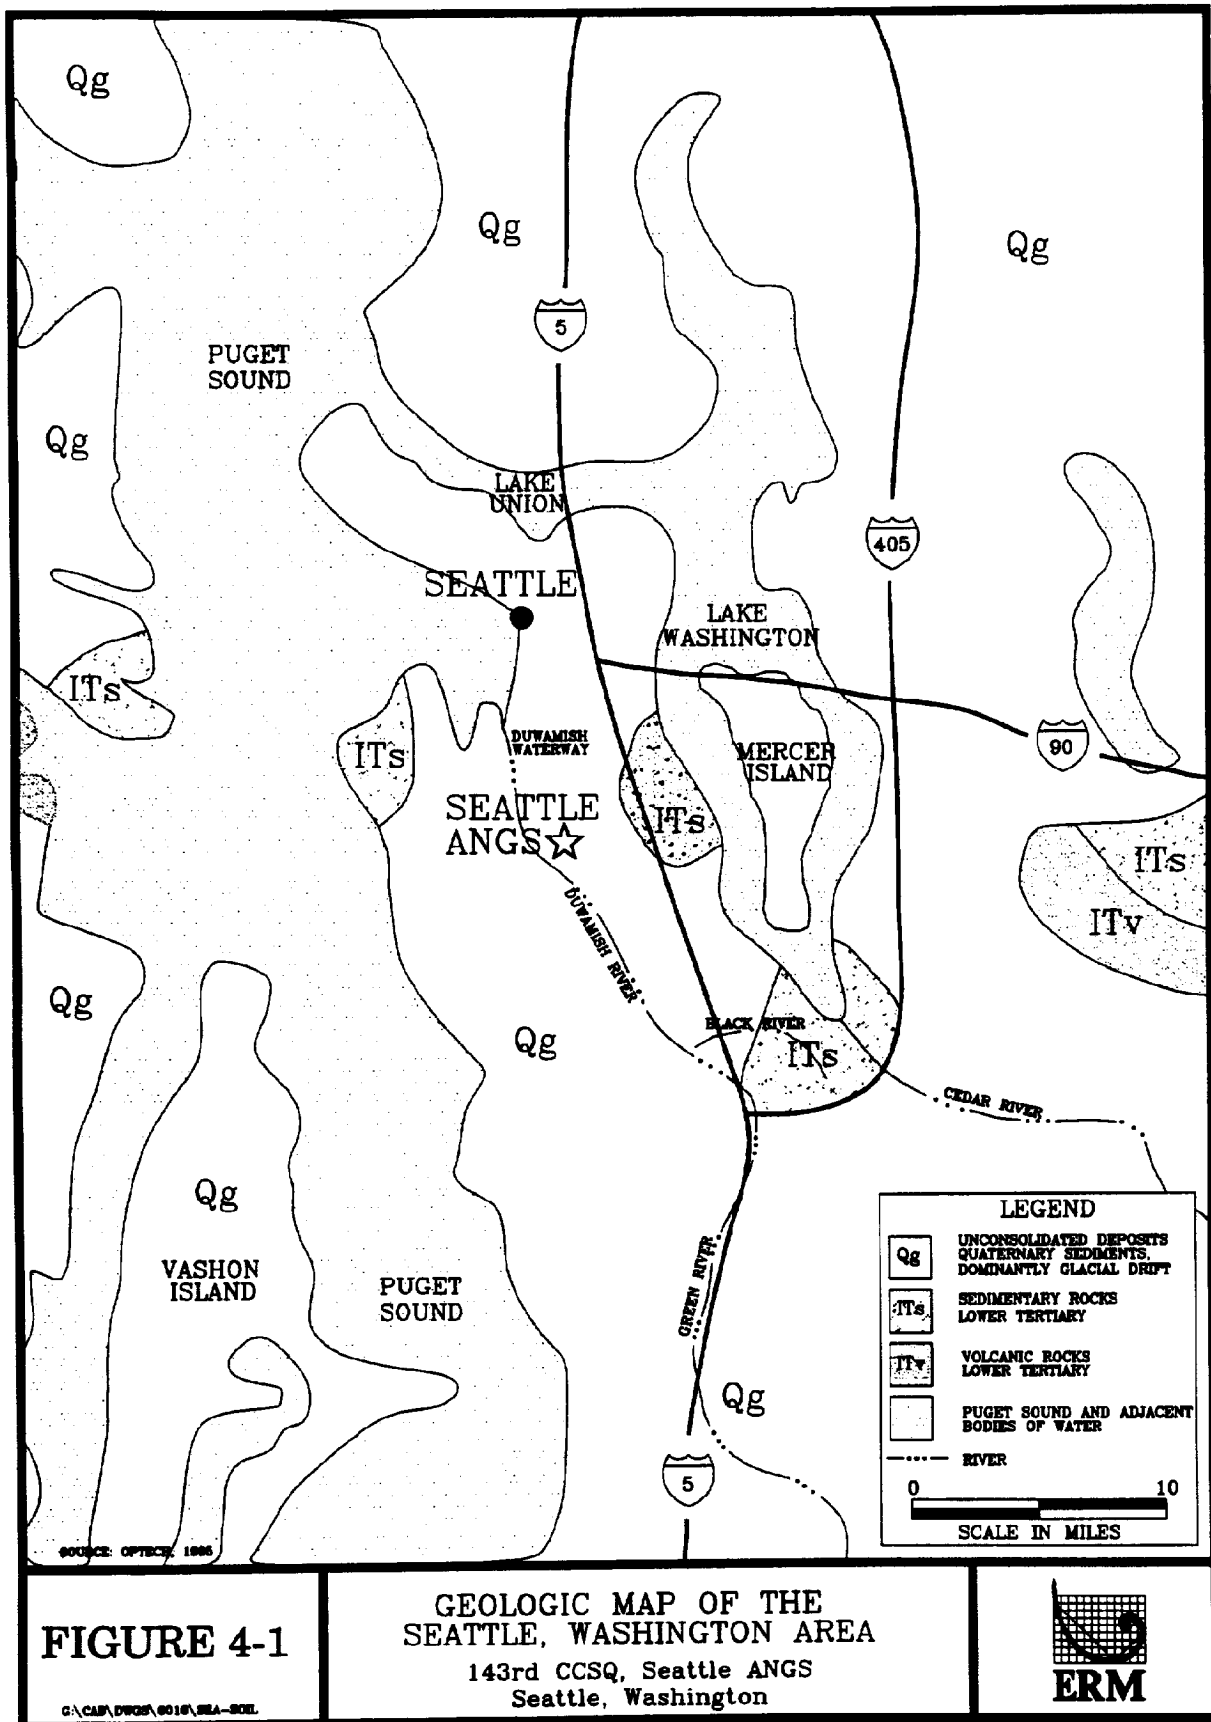 Qg
Qg
Qg
5
PUGET
SOUND
Qg
LAKE
UNION
405
SEATTLE
LAKE
WASHINGTON
ITs
ITs
DUWAMISH
WATERWAY
MERCER
ISLAND
90
SEATTLE
ANGS
ITs
ITs
ITv
DUWAMISH RIVER
Qg
Qg
BLACK RIVER
ITs
CEDAR RIVER
Qg
VASHON
ISLAND
PUGET
SOUND
GREEN RIVER
Qg
5
LEGEND
Qg
UNCONSOLIDATED DEPOSITS
QUATERNARY SEDIMENTS,
DOMINANTLY GLACIAL DRIFT
ITs
SEDIMENTARY ROCKS
LOWER TERTIARY
ITv
VOLCANIC ROCKS
LOWER TERTIARY
PUGET SOUND AND ADJACENT
BODIES OF WATER
RIVER
0 10
SCALE IN MILES
SOURCE: OPTECH,
FIGURE 4-1
GEOLOGIC MAP OF THE
SEATTLE, WASHINGTON AREA
143rd CCSQ, Seattle ANGS
Seattle, Washington
ERM